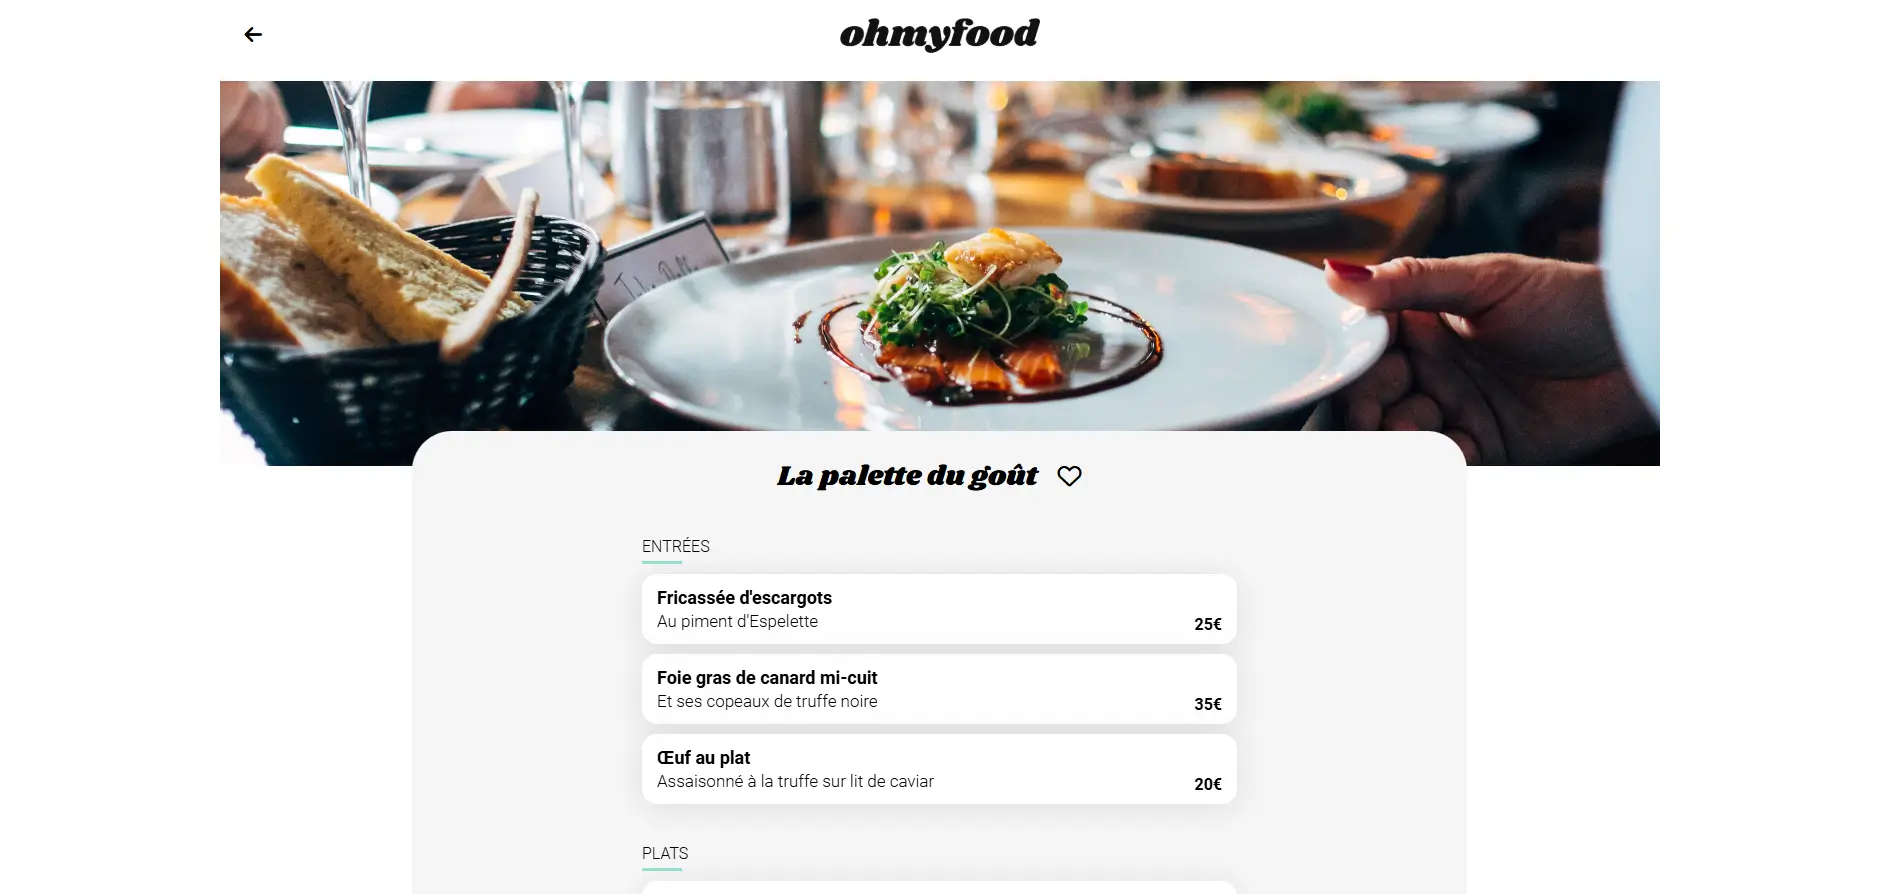 ohmyfood
La palette du goût
ENTRÉES
Fricassée d'escargots
Au piment d'Espelette
25€
Foie gras de canard mi-cuit
Et ses copeaux de truffe noire
35€
Œuf au plat
Assaisonné à la truffe sur lit de caviar
20€
PLATS